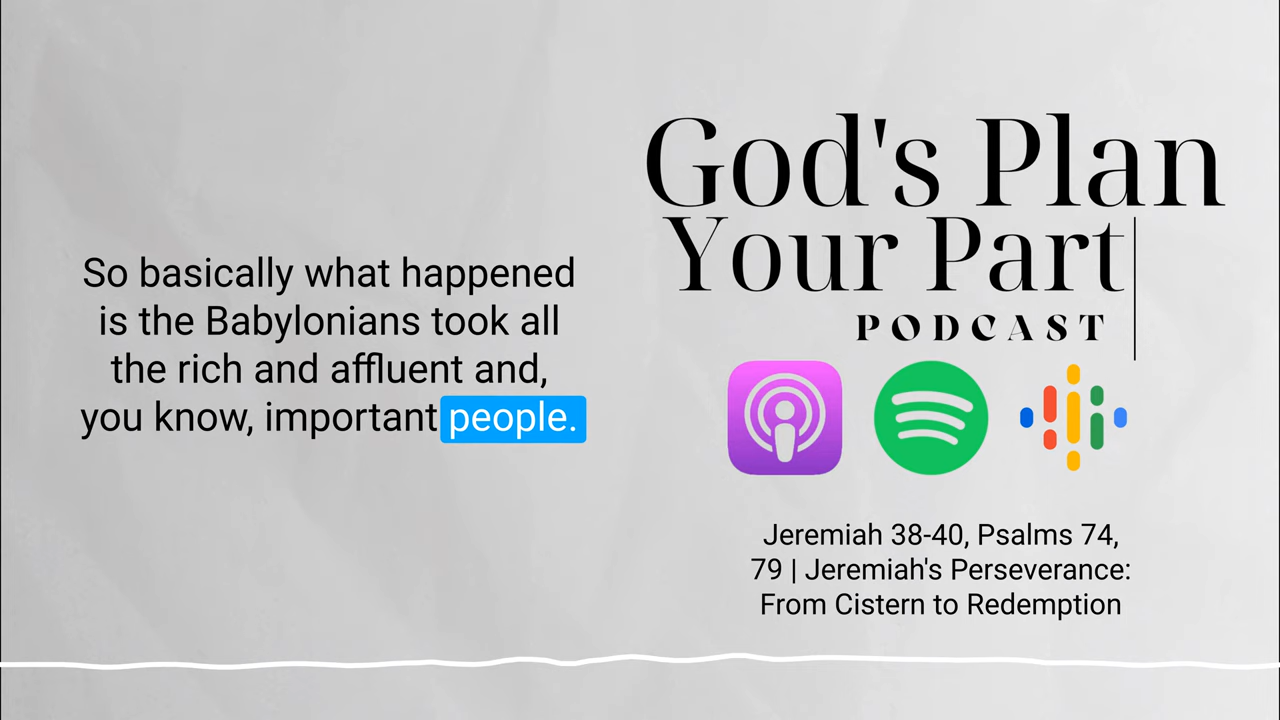 So basically what happened
is the Babylonians took all
the rich and affluent and,
you know, important people.
God's Plan
Your Part
PODCAST
Jeremiah 38-40, Psalms 74,
79 | Jeremiah's Perseverance:
From Cistern to Redemption